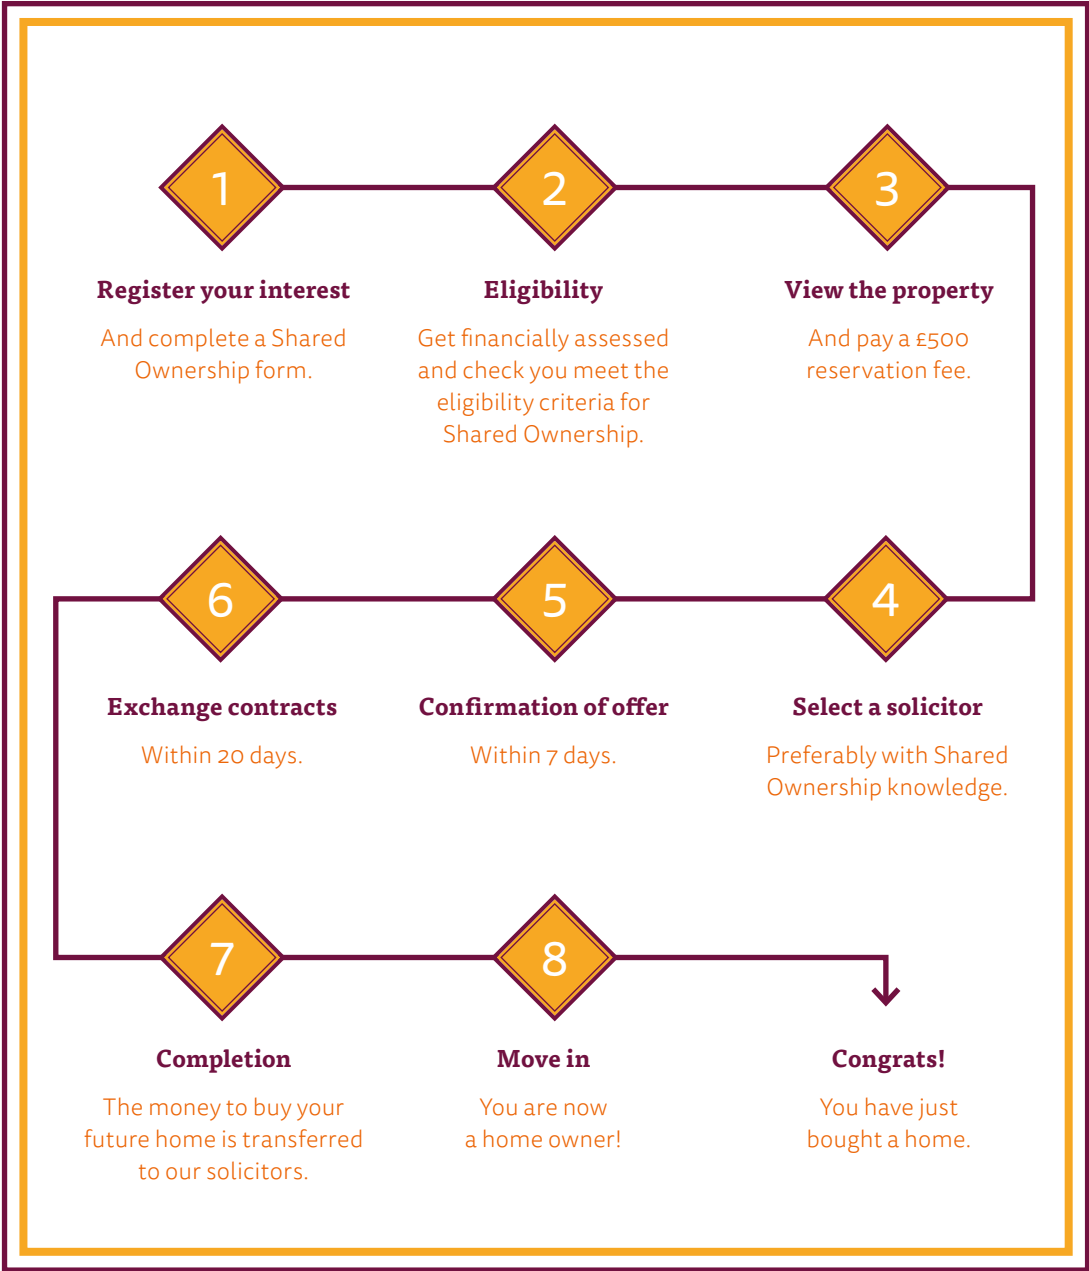 1
Register your interest
And complete a Shared
Ownership form.
2
Eligibility
Get financially assessed
and check you meet the
eligibility criteria for
Shared Ownership.
3
View the property
And pay a £500
reservation fee.
4
Select a solicitor
Preferably with Shared
Ownership knowledge.
5
Confirmation of offer
Within 7 days.
6
Exchange contracts
Within 20 days.
7
Completion
The money to buy your
future home is transferred
to our solicitors.
8
Move in
You are now
a home owner!
Congrats!
You have just
bought a home.